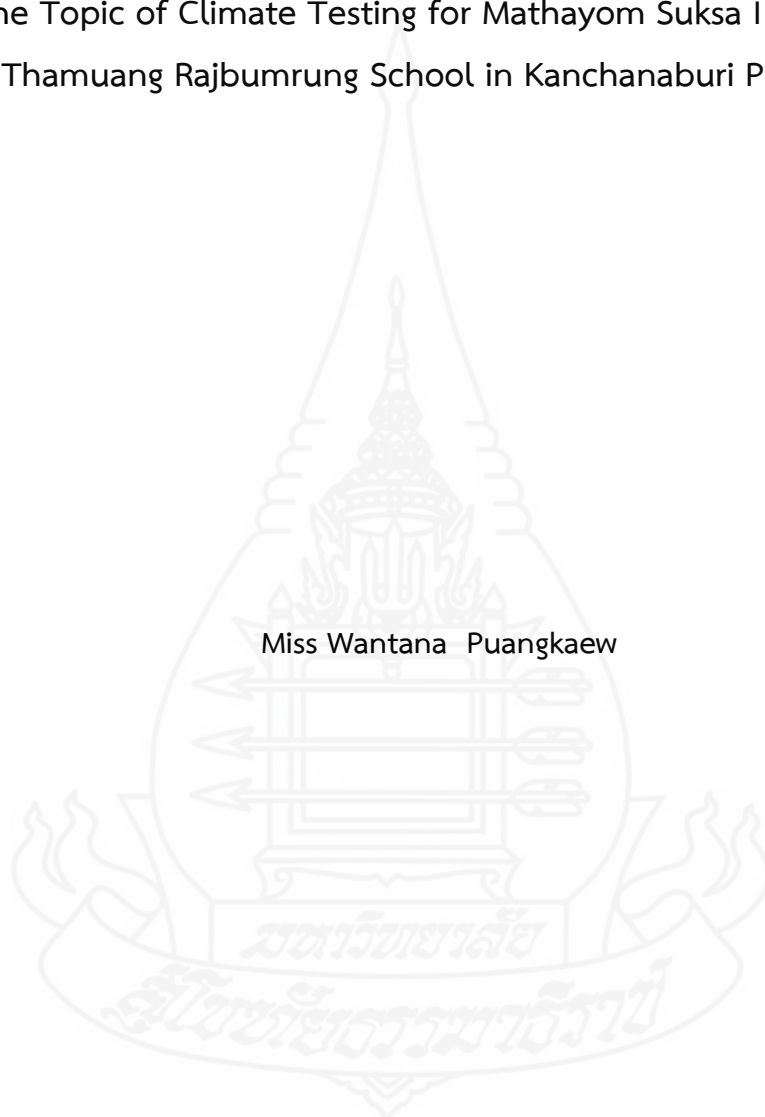 he Topic of Climate Testing for Mathayom Suksa I
Thamuang Rajbumrung School in Kanchanaburi P
Miss Wantana Puangkaew
มหาวิทยาลัย
สุโขทัยธรรมาธิราช